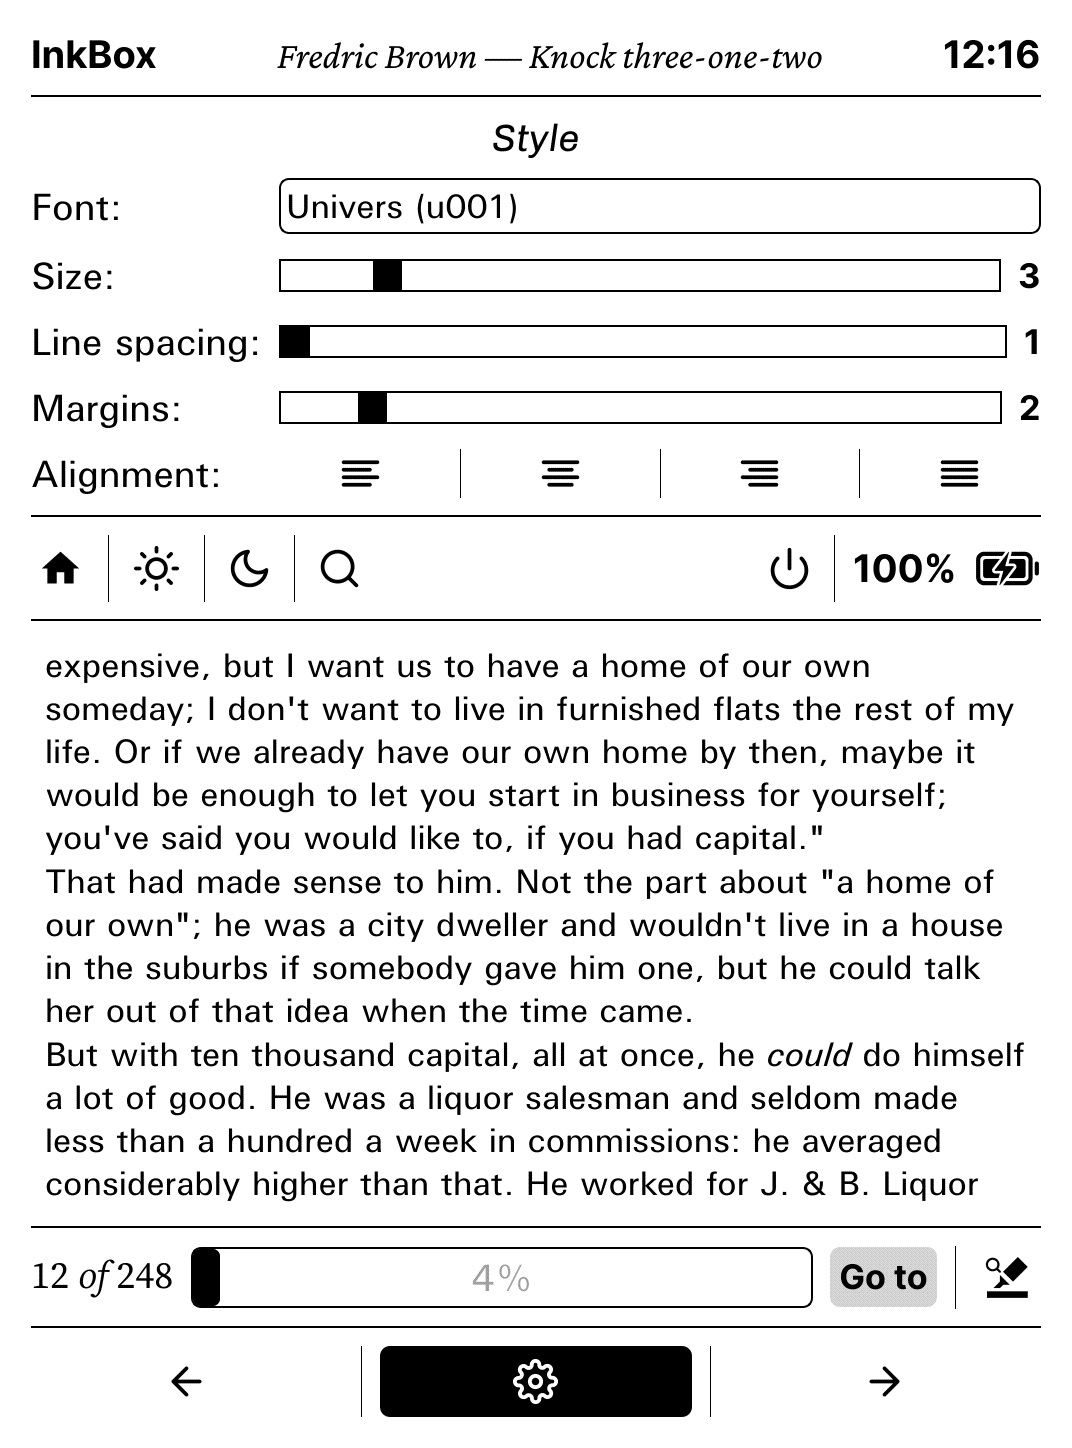 InkBox Fredric Brown — Knock three-one-two 12:16
Style
Font: Univers (u001)
Size: 3
Line spacing: 1
Margins: 2
Alignment:
100%
expensive, but I want us to have a home of our own
someday; I don't want to live in furnished flats the rest of my
life. Or if we already have our own home by then, maybe it
would be enough to let you start in business for yourself;
you've said you would like to, if you had capital."
That had made sense to him. Not the part about "a home of
our own"; he was a city dweller and wouldn't live in a house
in the suburbs if somebody gave him one, but he could talk
her out of that idea when the time came.
But with ten thousand capital, all at once, he could do himself
a lot of good. He was a liquor salesman and seldom made
less than a hundred a week in commissions: he averaged
considerably higher than that. He worked for J. & B. Liquor
12 of 248 4% Go to